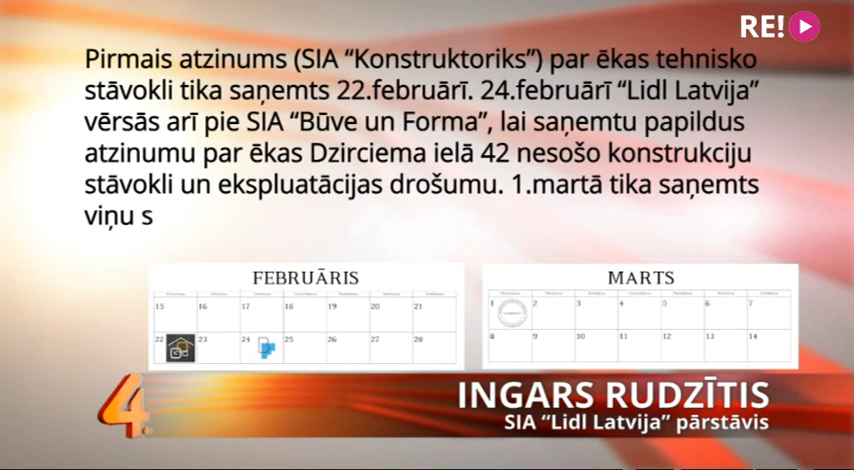 RE!
Pirmais atzinums (SIA “Konstruktoriks”) par ēkas tehnisko
stāvokli tika saņemts 22.februārī. 24.februārī “Lidl Latvija”
vērsās arī pie SIA “Būve un Forma”, lai saņemtu papildus
atzinumu par ēkas Dzirciema ielā 42 nesošo konstrukciju
stāvokli un ekspluatācijas drošumu. 1.martā tika saņemts
viņu s
FEBRUĀRIS
15 16 17 18 19 20 21
22 23 24 25 26 27 28
MARTS
1 2 3 4 5 6 7
8 9 10 11 12 13 14
4.
INGARS RUDZĪTIS
SIA “Lidl Latvija” pārstāvis